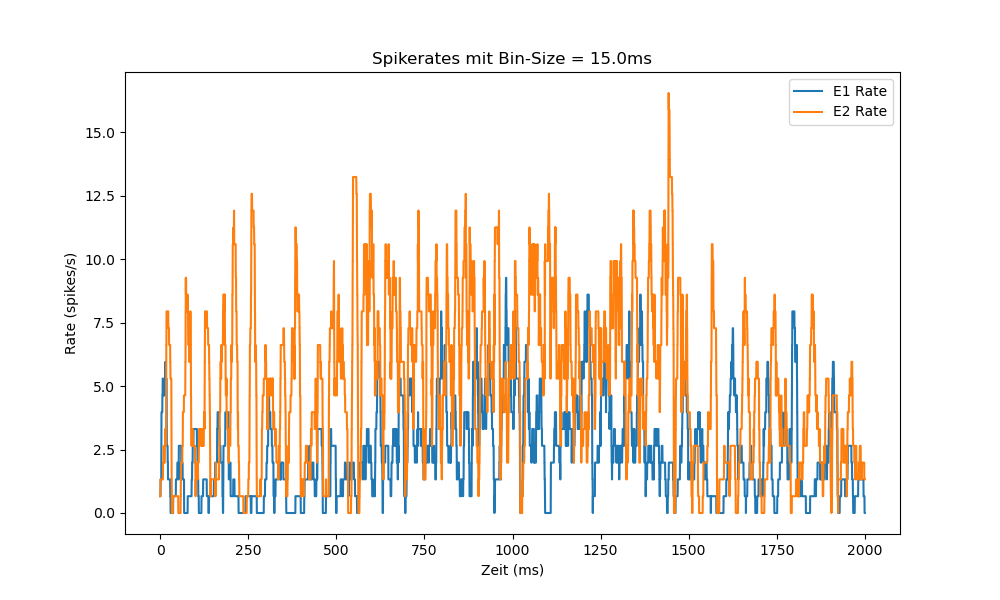 Spikerates mit Bin-Size = 15.0ms
E1 Rate
E2 Rate
Rate (spikes/s)
15.0
12.5
10.0
7.5
5.0
2.5
0.0
0 250 500 750 1000 1250 1500 1750 2000
Zeit (ms)